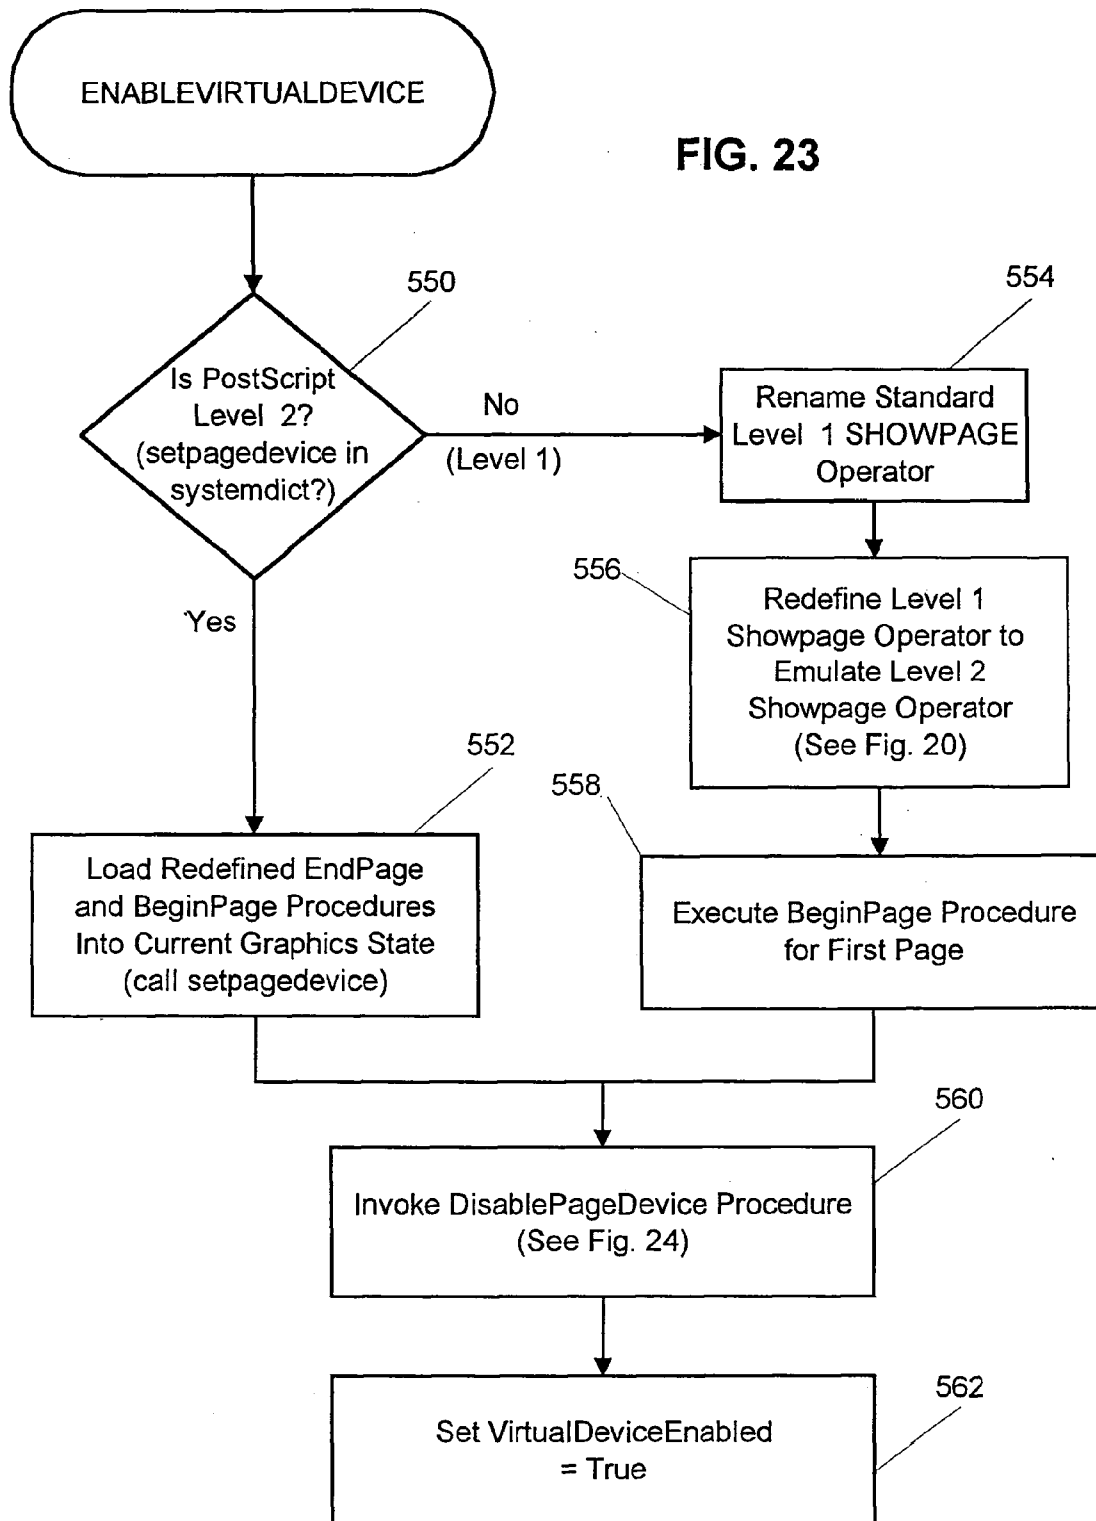 ENABLEVIRTUALDEVICE
FIG. 23
550
Is PostScript
Level 2?
(setpagedevice in
systemdict?)
No
(Level 1)
554
Rename Standard
Level 1 SHOWPAGE
Operator
556
Redefine Level 1
Showpage Operator to
Emulate Level 2
Showpage Operator
(See Fig. 20)
Yes
552
Load Redefined EndPage
and BeginPage Procedures
Into Current Graphics State
(call setpagedevice)
558
Execute BeginPage Procedure
for First Page
560
Invoke DisablePageDevice Procedure
(See Fig. 24)
562
Set VirtualDeviceEnabled
= True